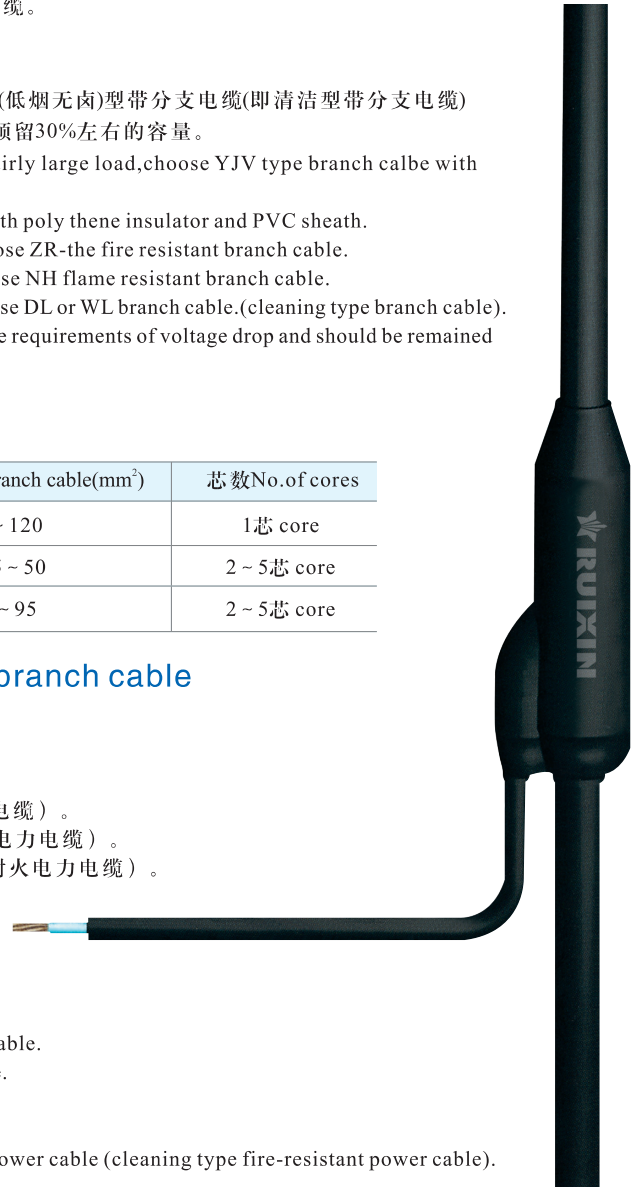 缆。
(低烟无卤)型带分支电缆(即清洁型带分支电缆)
预留30%左右的容量。
irly large load,choose YJV type branch calbe with
th poly thene insulator and PVC sheath.
ose ZR-the fire resistant branch cable.
se NH flame resistant branch cable.
se DL or WL branch cable.(cleaning type branch cable).
e requirements of voltage drop and should be remained
ranch cable(mm²) 芯数No.of cores
~120 1芯 core
~50 2~5芯 core
~95 2~5芯 core
branch cable
RUIXIN
电缆）。
电力电缆）。
耐火电力电缆）。
able.
e.
ower cable (cleaning type fire-resistant power cable).